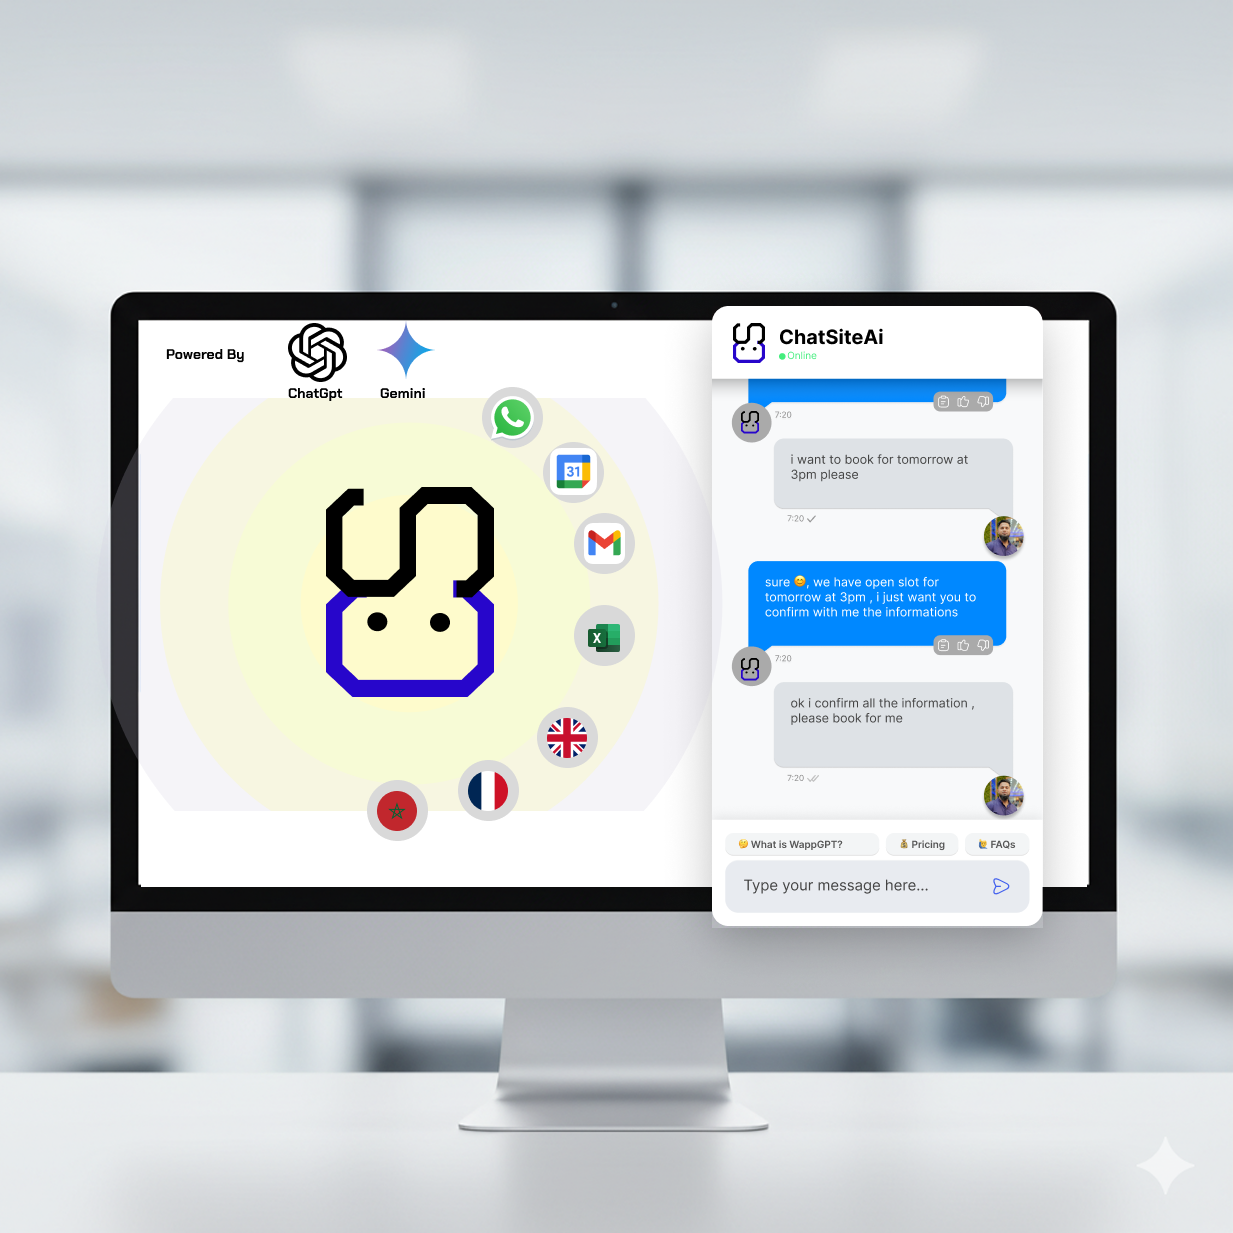 Powered By
ChatGpt
Gemini
31
X
ChatSiteAi
Online
7:20
i want to book for tomorrow at
3pm please
7:20
sure 😊, we have open slot for
tomorrow at 3pm , i just want you to
confirm with me the informations
7:20
ok i confirm all the information ,
please book for me
7:20
🤔 What is WappGPT?
💰 Pricing
🙋 FAQs
Type your message here...